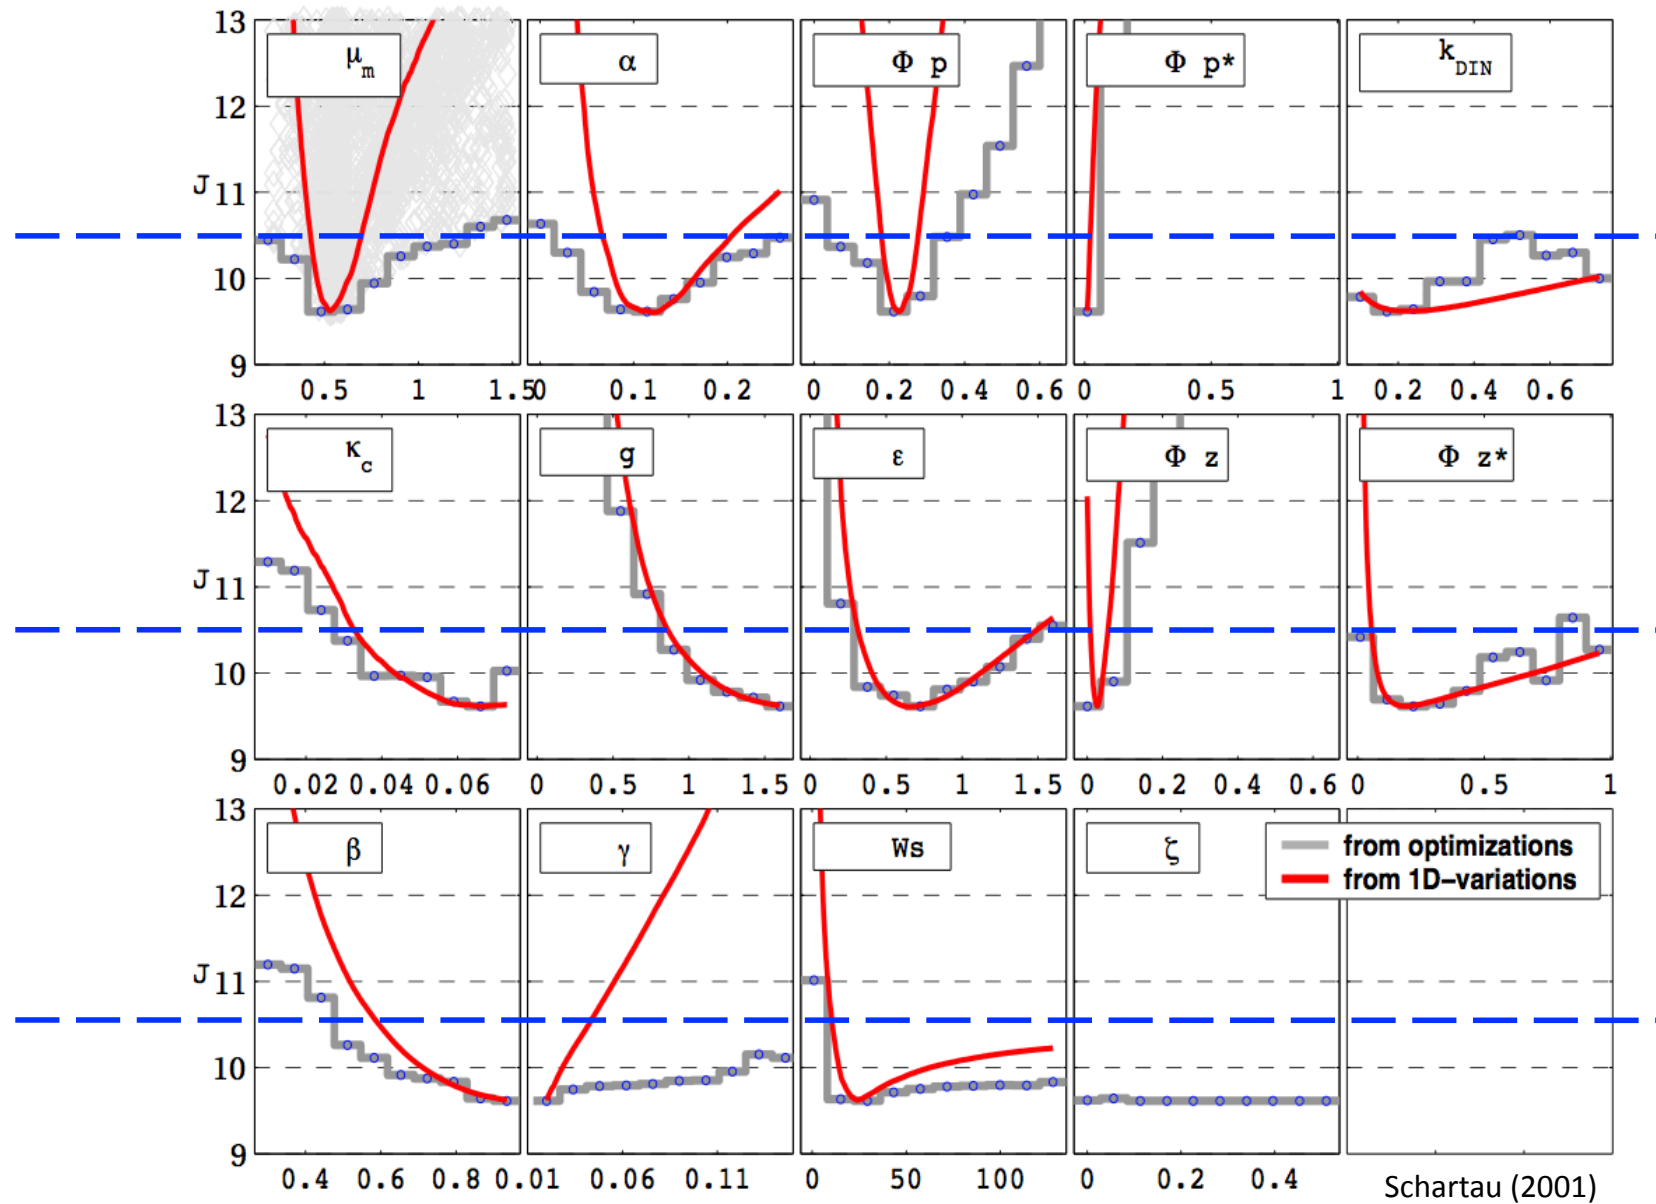 13
12
11
J
10
9
μm
α
Φ p
Φ p*
kDIN
0.5 1 1.5
0 0.1 0.2
0 0.2 0.4 0.6
0 0.5 1
0.2 0.4 0.6
13
12
11
J
10
9
κc
g
ε
Φ z
Φ z*
0.02 0.04 0.06
0 0.5 1 1.5
0 0.5 1 1.5
0 0.2 0.4 0.6
0 0.5 1
13
12
11
J
10
9
β
γ
Ws
ζ
from optimizations
from 1D-variations
0.4 0.6 0.8
0.01 0.06 0.11
0 50 100
0 0.2 0.4
Schartau (2001)